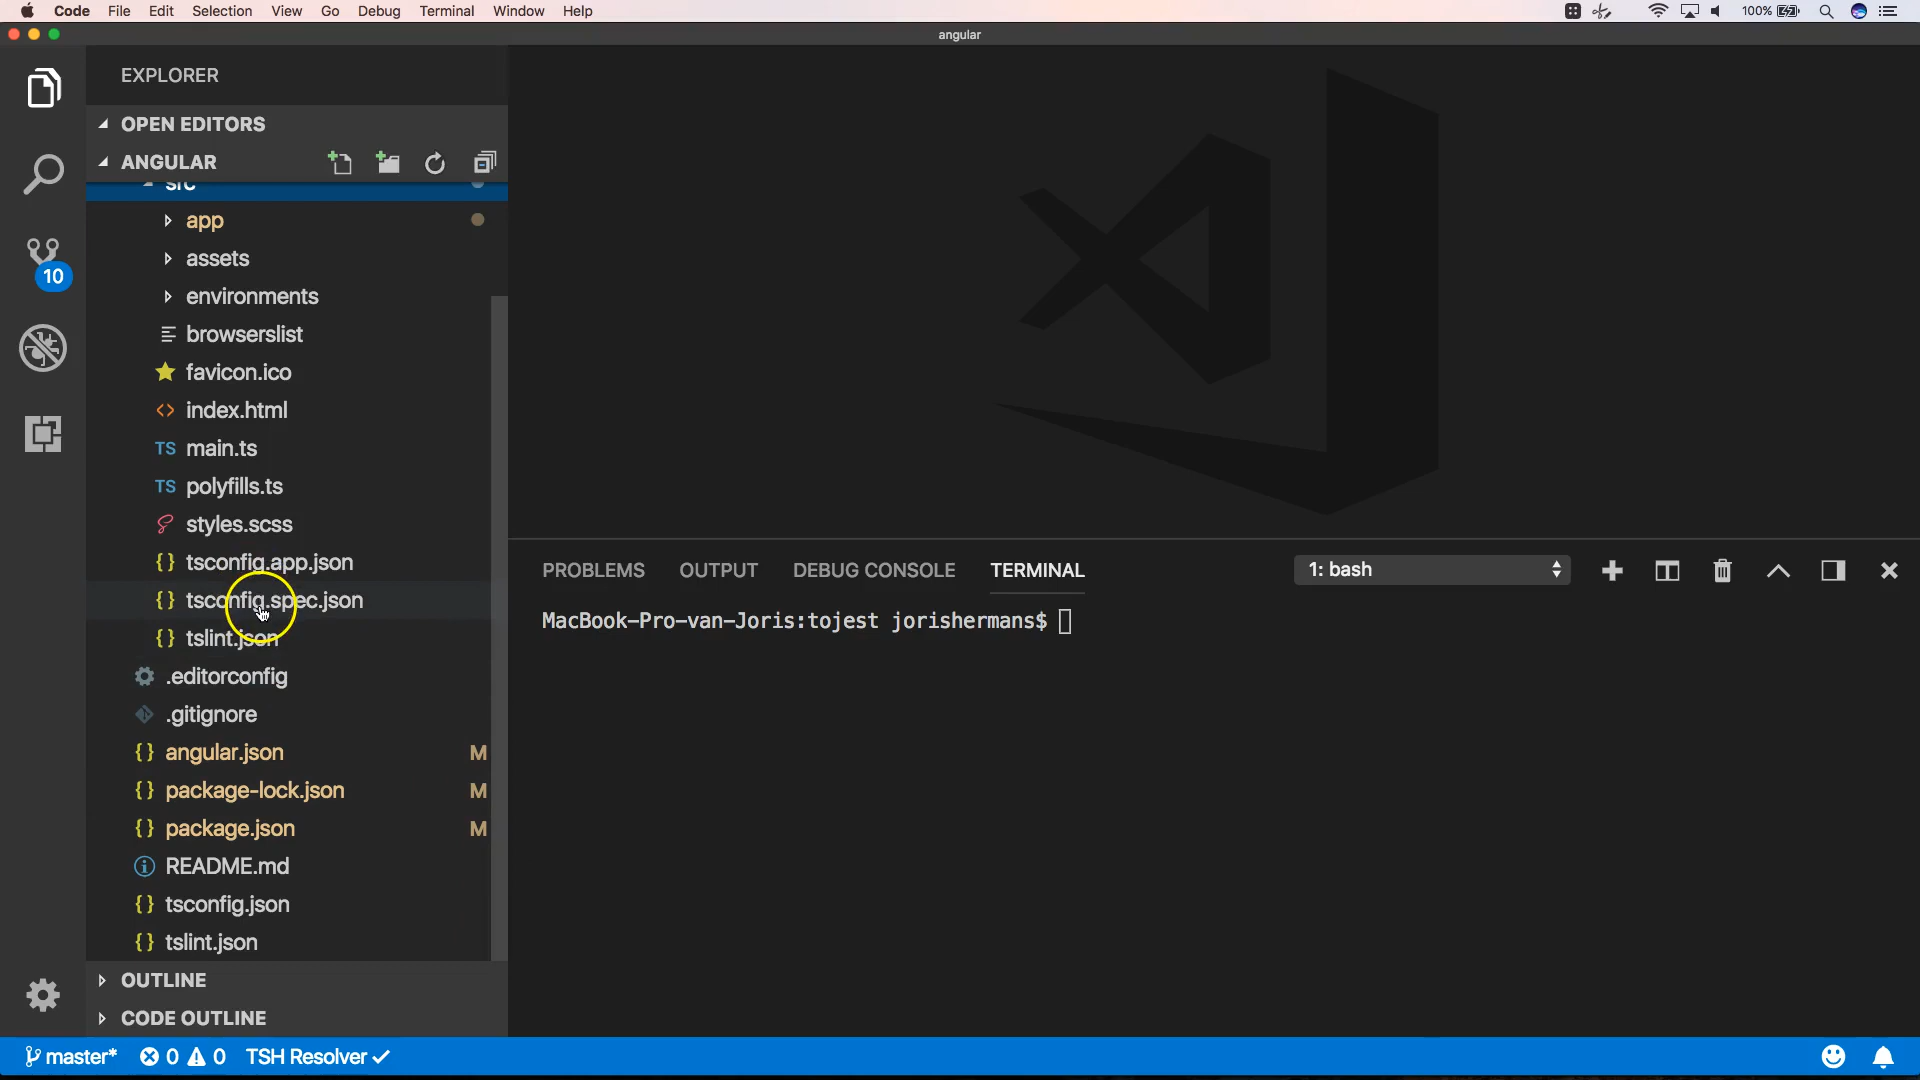 Code File Edit Selection View Go Debug Terminal Window Help 100%
angular
EXPLORER
OPEN EDITORS
ANGULAR
src
app
assets
environments
10
browserslist
favicon.ico
<> index.html
TS main.ts
TS polyfills.ts
styles.scss
{} tsconfig.app.json
{} tsconfig.spec.json
{} tslint.json
.editorconfig
.gitignore
{} angular.json M
{} package-lock.json M
{} package.json M
README.md
{} tsconfig.json
{} tslint.json
OUTLINE
CODE OUTLINE
PROBLEMS OUTPUT DEBUG CONSOLE TERMINAL 1: bash
MacBook-Pro-van-Joris:tojest jorishermans$
master* 0 0 TSH Resolver